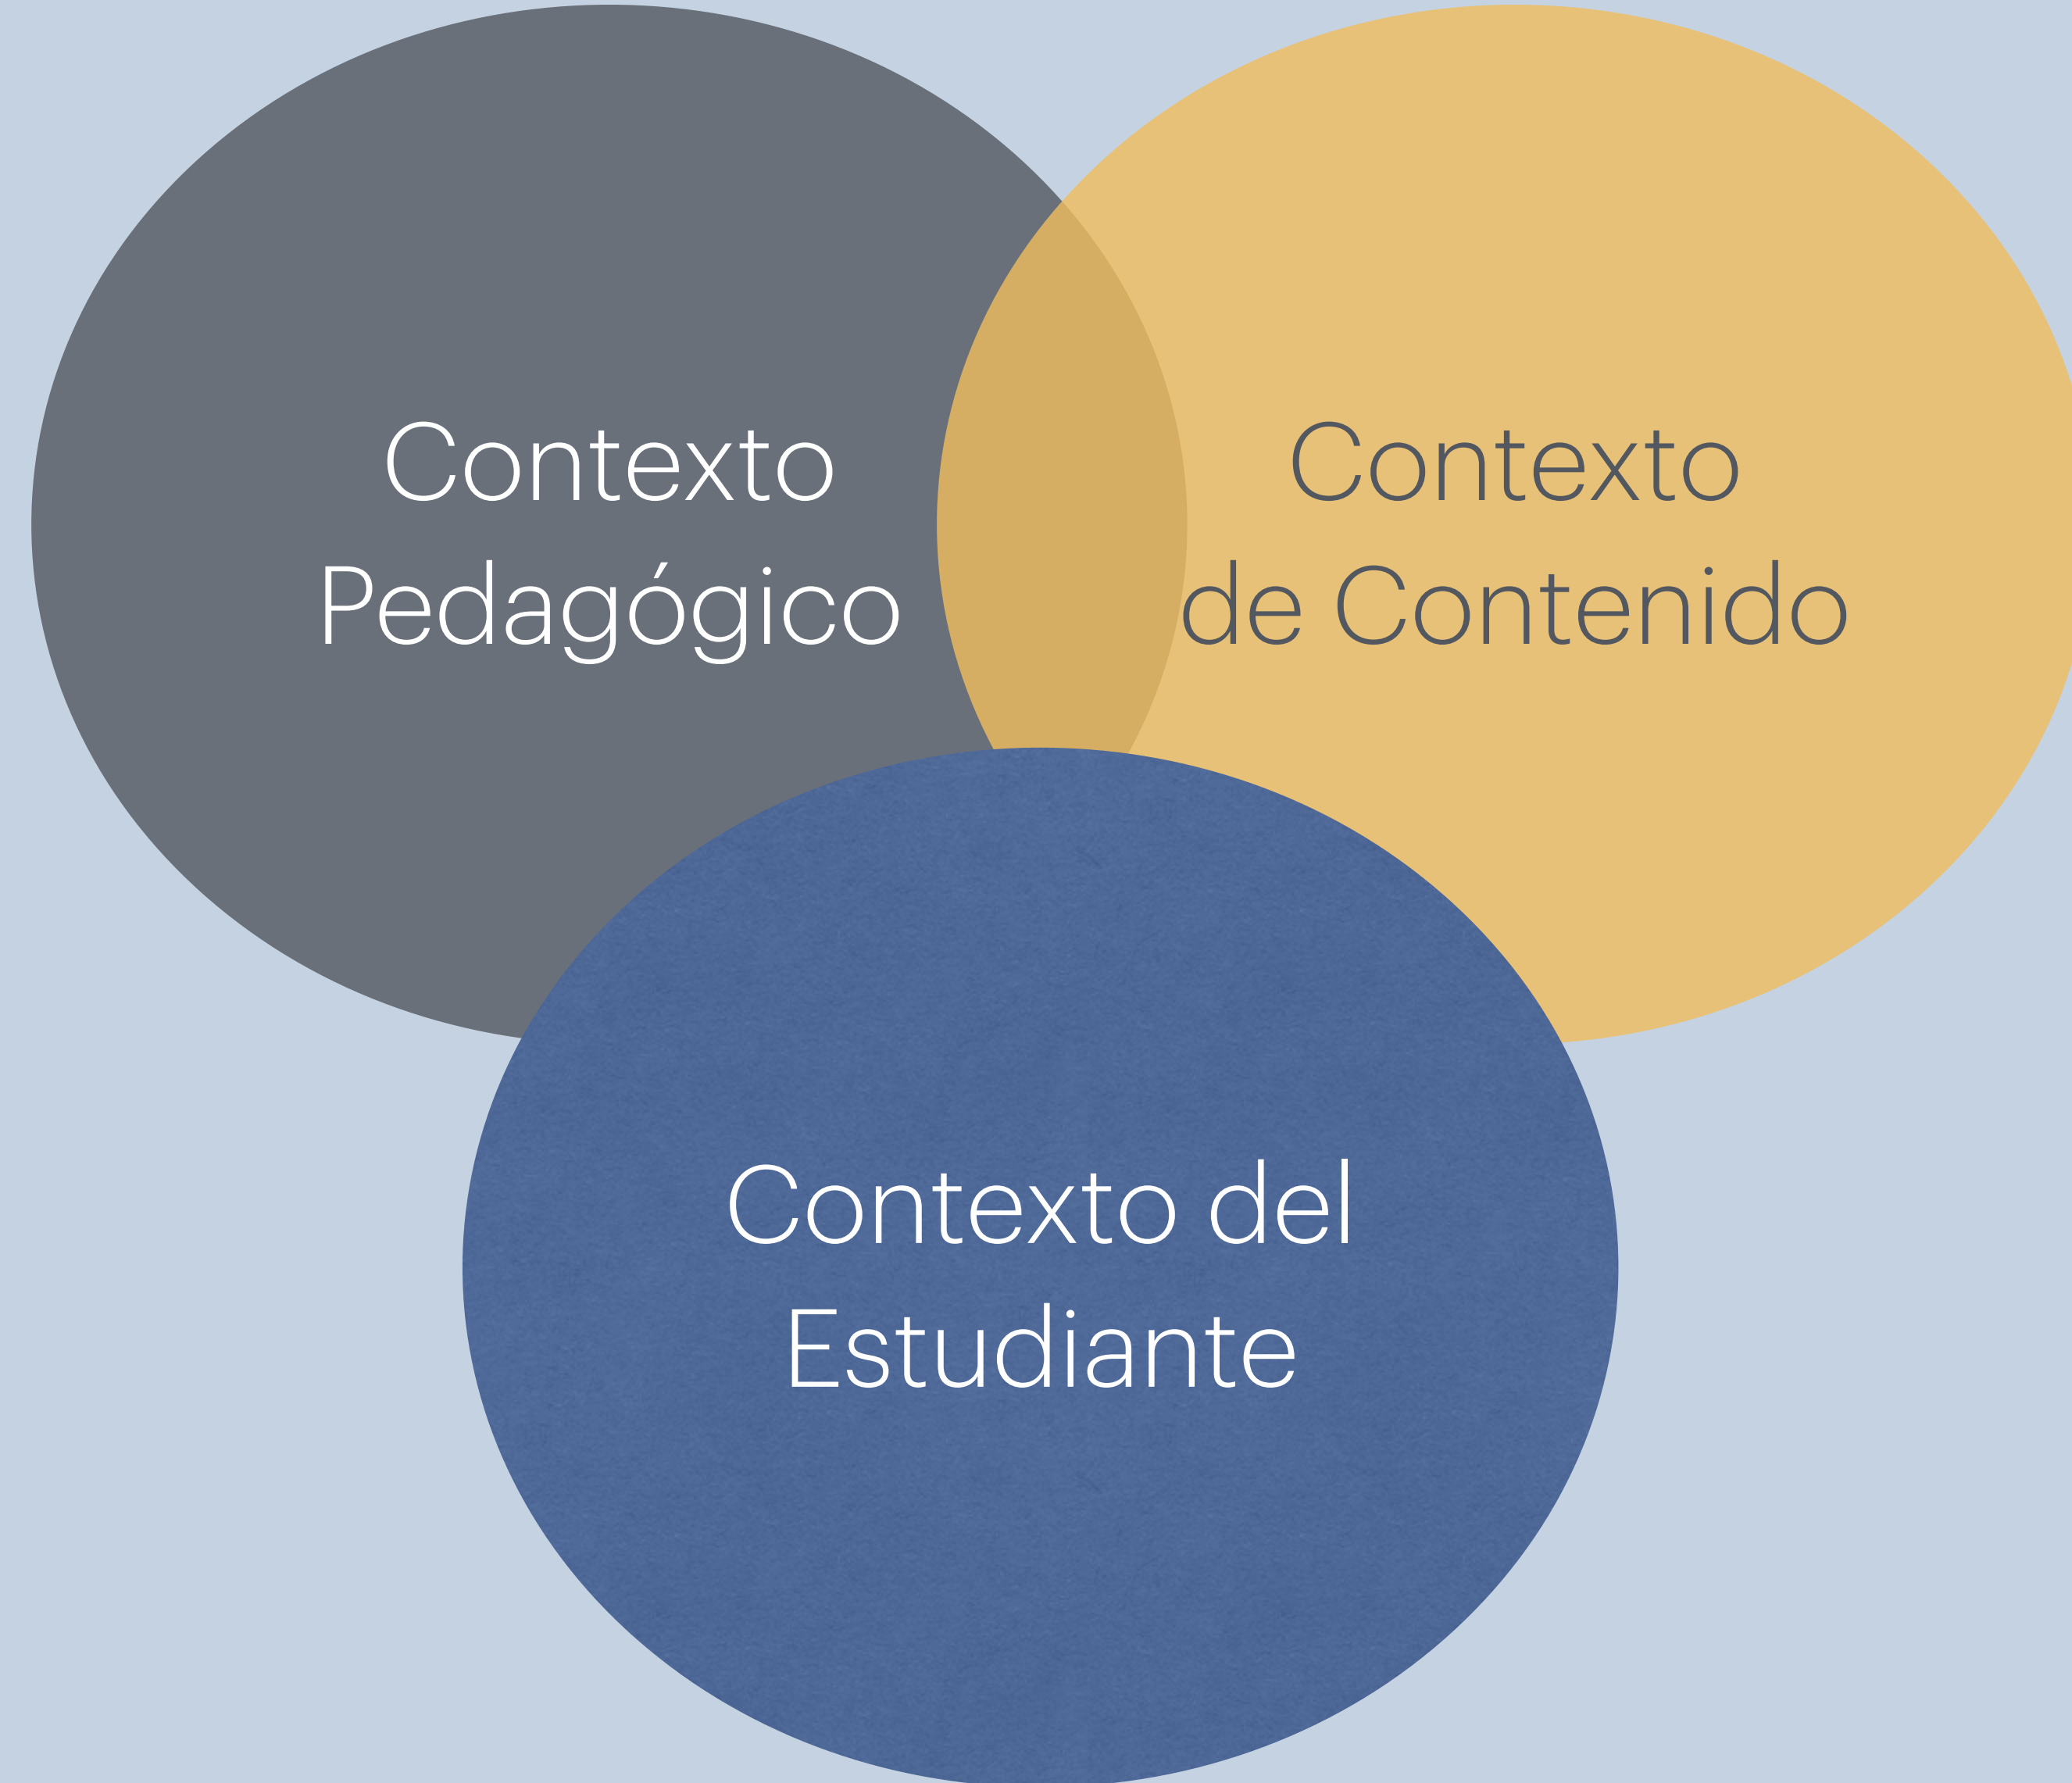 Contexto
Pedagógico
Contexto
de Contenido
Contexto del
Estudiante